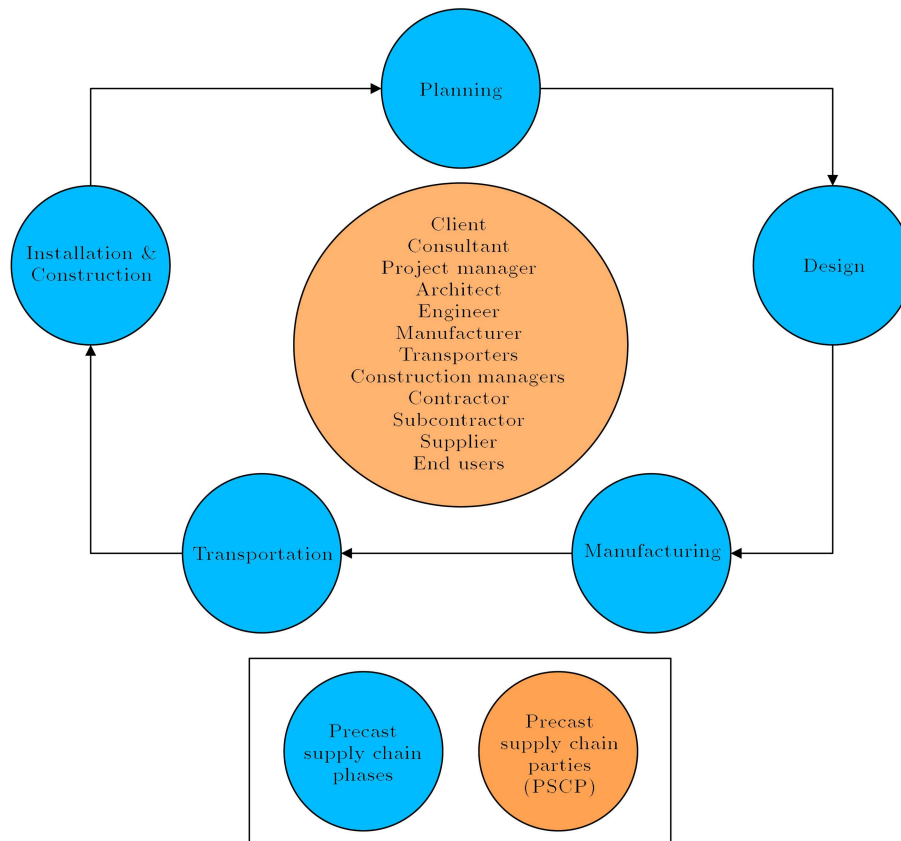 Planning
Installation &
Construction
Design
Client
Consultant
Project manager
Architect
Engineer
Manufacturer
Transporters
Construction managers
Contractor
Subcontractor
Supplier
End users
Transportation
Manufacturing
Precast
supply chain
phases
Precast
supply chain
parties
(PSCP)